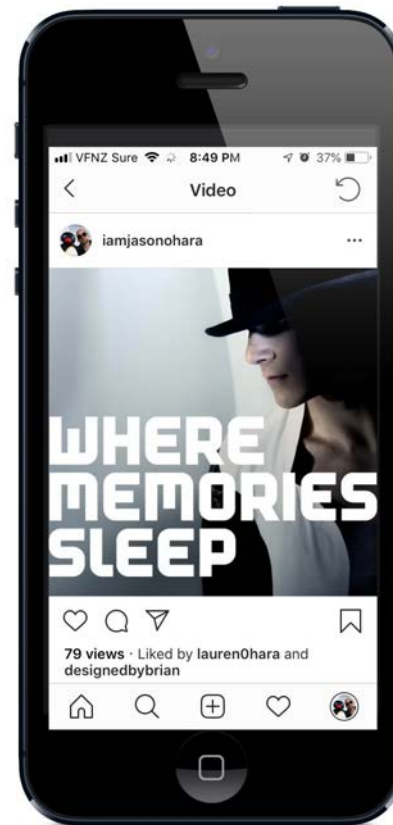 VFNZ Sure 8:49 PM 37%
Video
iamjasonohara
WHERE
MEMORIES
SLEEP
79 views · Liked by lauren0hara and
designedbybrian